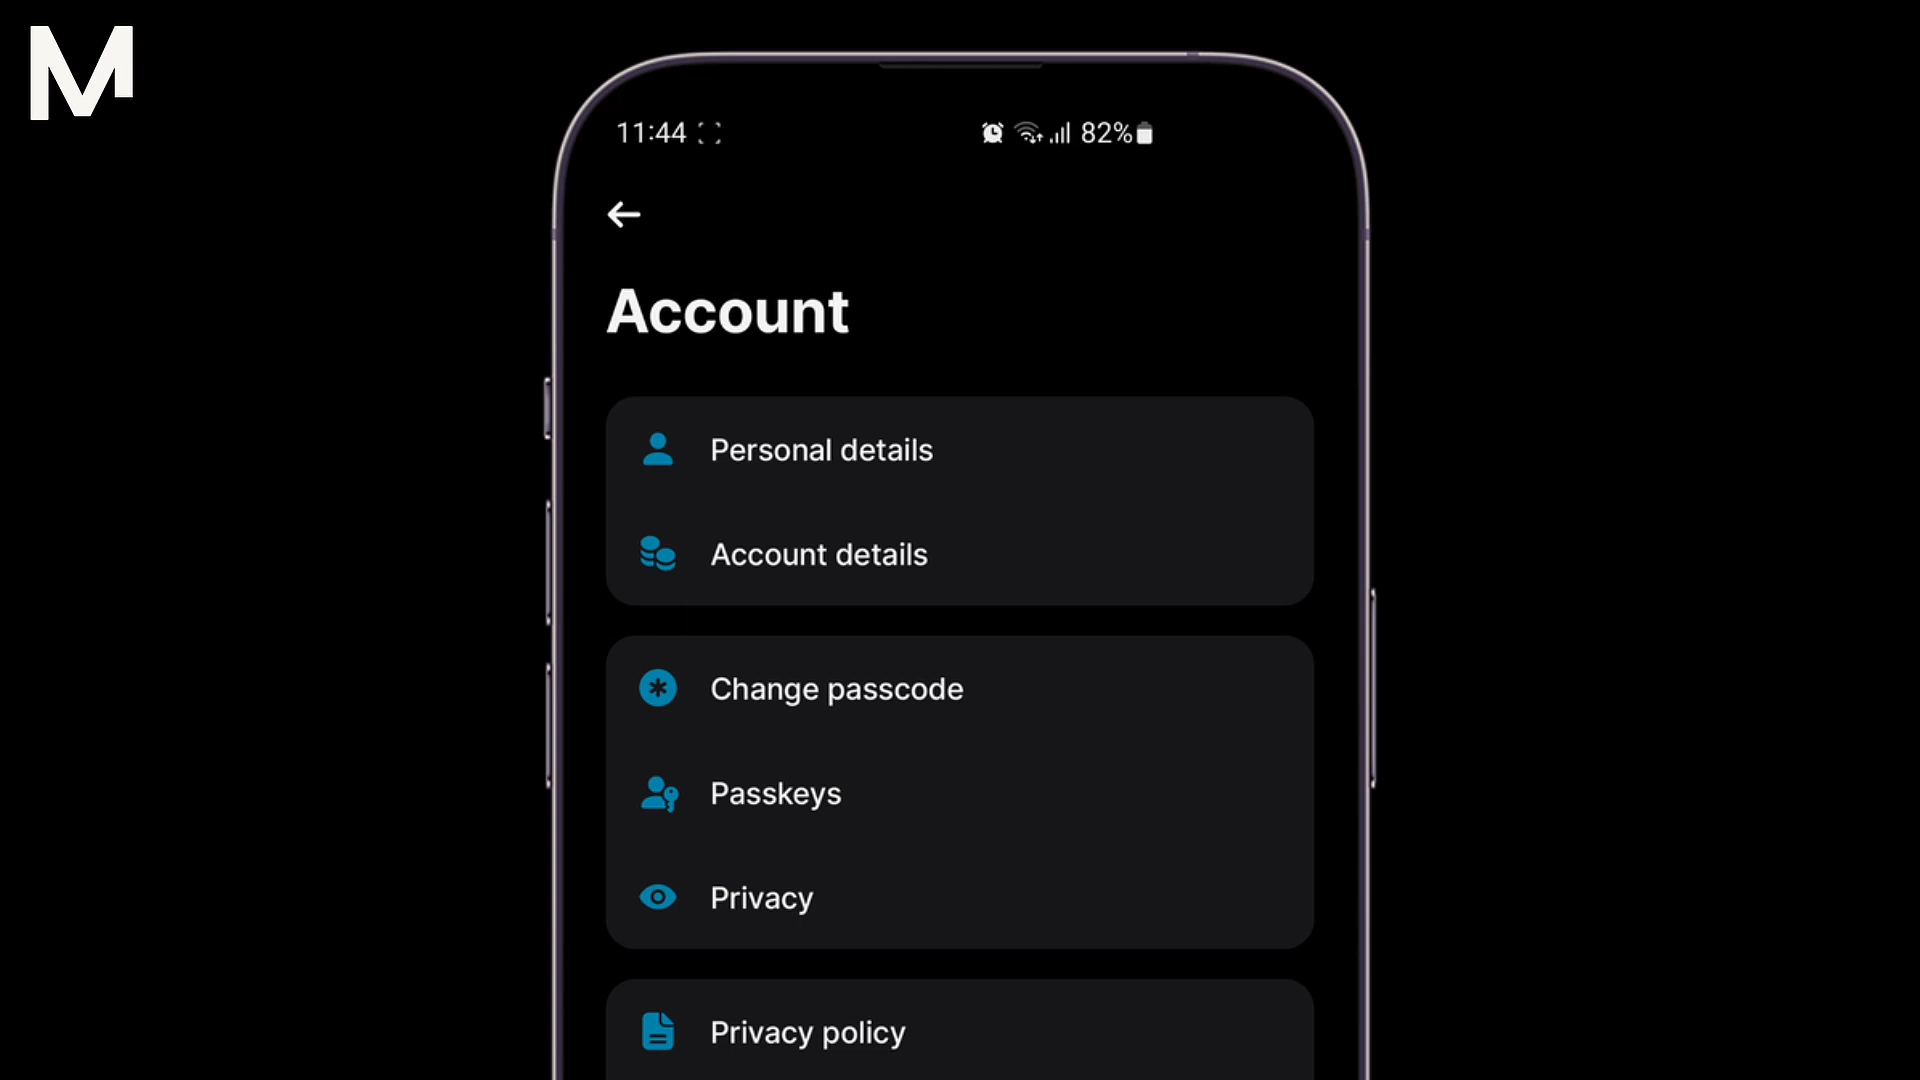 M
11:44 82%
Account
Personal details
Account details
Change passcode
Passkeys
Privacy
Privacy policy